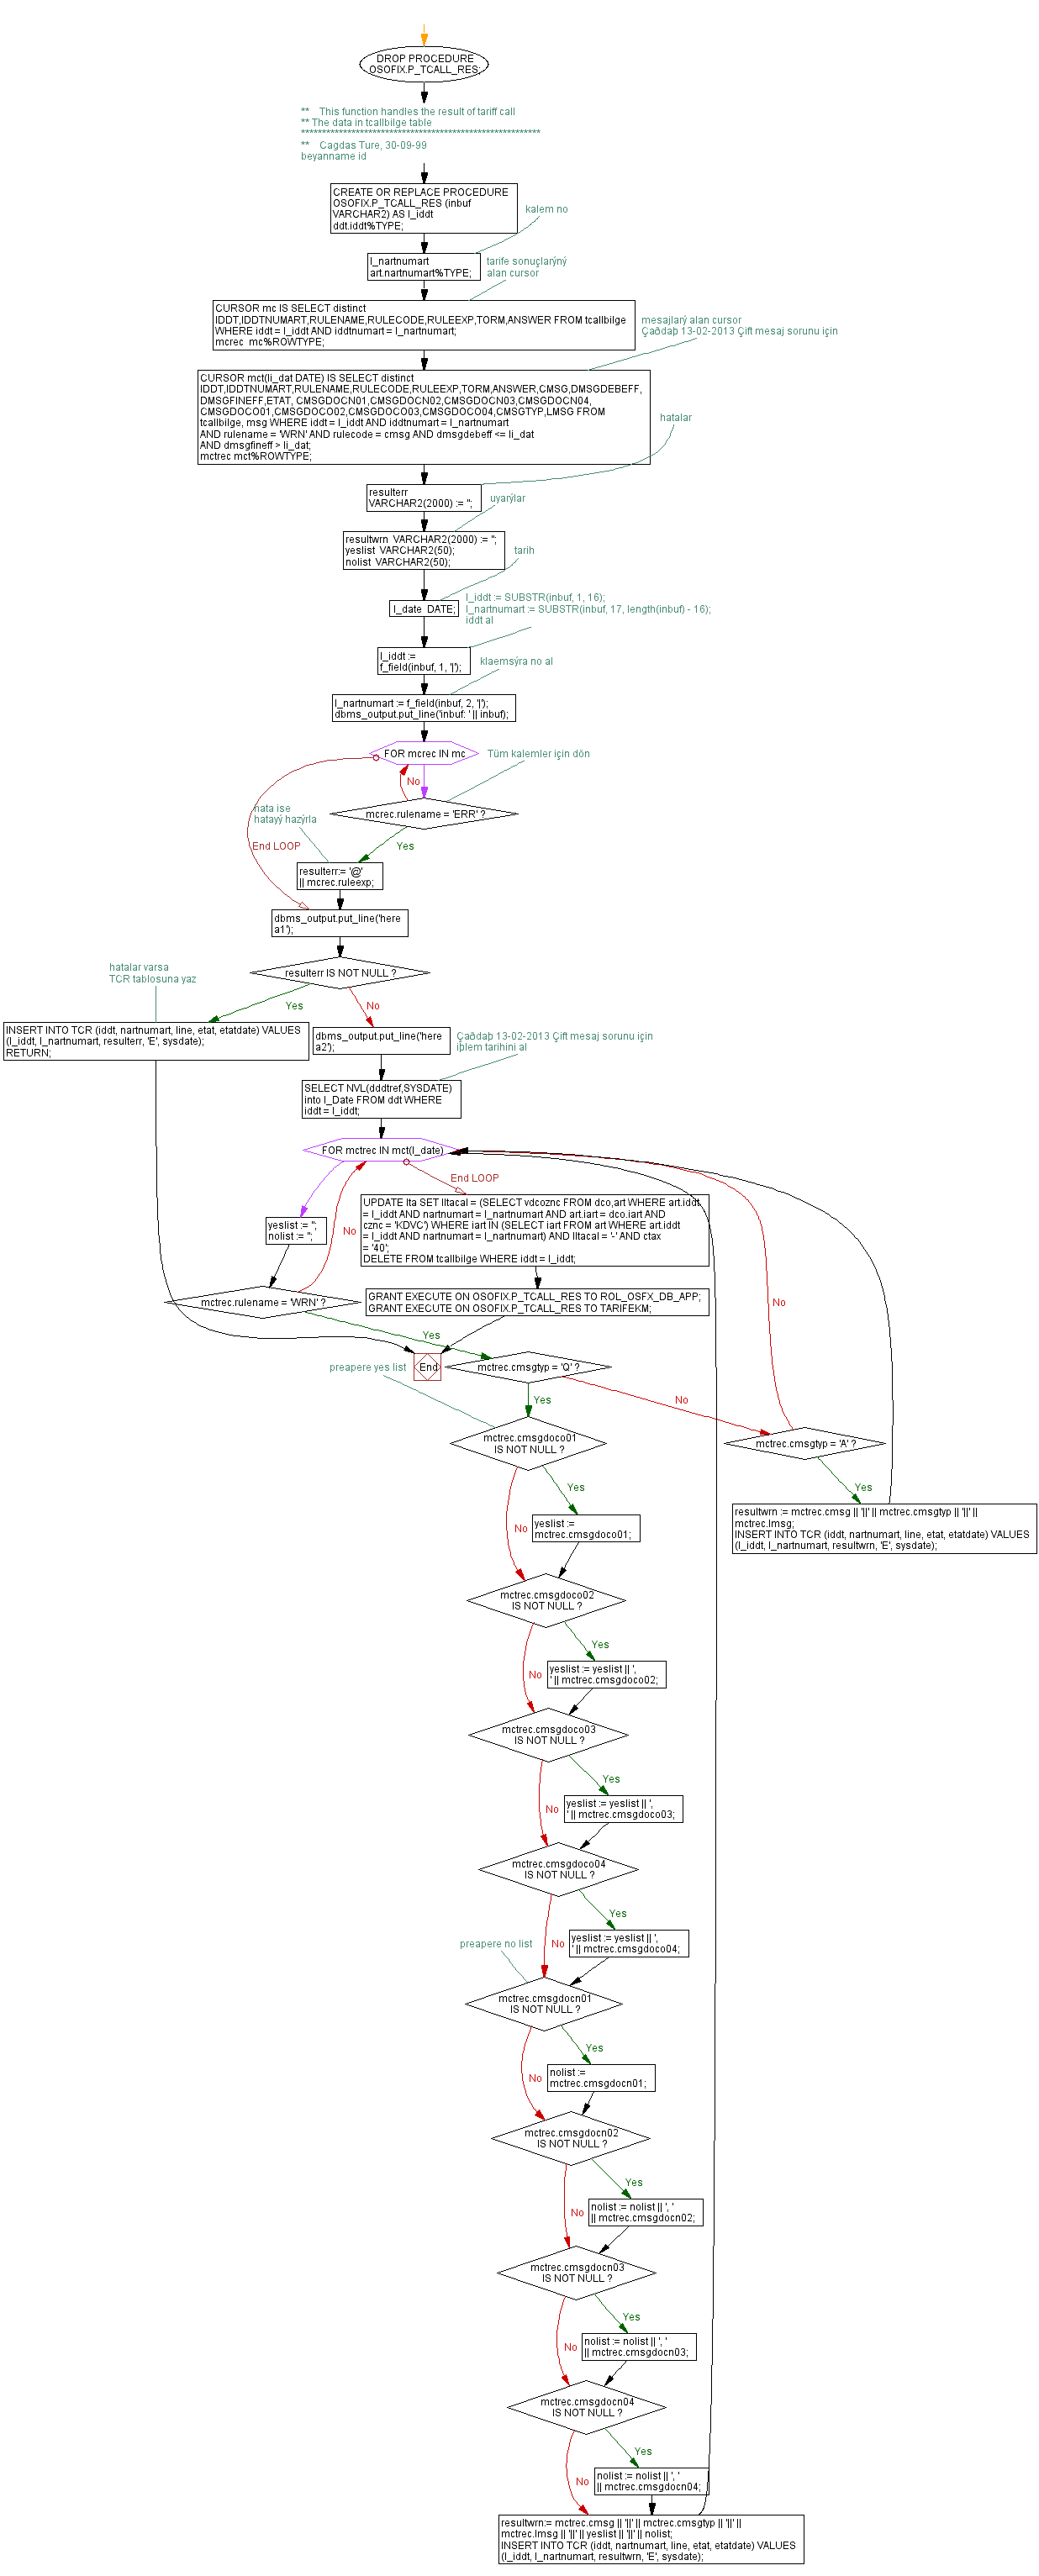 DROP PROCEDURE
OSOFIX.P_TCALL_RES;
**    This function handles the result of tariff call
** The data in tcallbilge table
*********************************************************
**    Cagdas Ture, 30-09-99
beyanname id
CREATE OR REPLACE PROCEDURE
OSOFIX.P_TCALL_RES (inbuf
VARCHAR2) AS l_iddt
ddt.iddt%TYPE;
kalem no
l_nartnumart
art.nartnumart%TYPE;
tarife sonuçlarýný
alan cursor
CURSOR mc IS SELECT distinct
IDDT,IDDTNUMART,RULENAME,RULECODE,RULEEXP,TORM,ANSWER FROM tcallbilge
WHERE iddt = l_iddt AND iddtnumart = l_nartnumart;
mcrec  mc%ROWTYPE;
mesajlarý alan cursor
Çaðdaþ 13-02-2013 Çift mesaj sorunu için
CURSOR mct(li_dat DATE) IS SELECT distinct
IDDT,IDDTNUMART,RULENAME,RULECODE,RULEEXP,TORM,ANSWER,CMSG,DMSGDEBEFF,
DMSGFINEFF,ETAT, CMSGDOCN01,CMSGDOCN02,CMSGDOCN03,CMSGDOCN04,
CMSGDOCO01,CMSGDOCO02,CMSGDOCO03,CMSGDOCO04,CMSGTYP,LMSG FROM
tcallbilge, msg WHERE iddt = l_iddt AND iddtnumart = l_nartnumart
AND rulename = 'WRN' AND rulecode = cmsg AND dmsgdebeff <= li_dat
AND dmsgfineff > li_dat;
mctrec mct%ROWTYPE;
hatalar
resulterr
VARCHAR2(2000) := '';
uyarýlar
resultwrn  VARCHAR2(2000) := '';
yeslist  VARCHAR2(50);
nolist  VARCHAR2(50);
tarih
l_date  DATE;
l_iddt := SUBSTR(inbuf, 1, 16);
l_nartnumart := SUBSTR(inbuf, 17, length(inbuf) - 16);
iddt al
l_iddt :=
f_field(inbuf, 1, '|');
klaemsýra no al
l_nartnumart := f_field(inbuf, 2, '|');
dbms_output.put_line('inbuf: ' || inbuf);
FOR mcrec IN mc
Tüm kalemler için dön
No
mcrec.rulename = 'ERR' ?
hata ise
hatayý hazýrla
End LOOP
Yes
resulterr:= '@'
|| mcrec.ruleexp;
dbms_output.put_line('here
a1');
hatalar varsa
TCR tablosuna yaz
resulterr IS NOT NULL ?
Yes
No
INSERT INTO TCR (iddt, nartnumart, line, etat, etatdate) VALUES
(l_iddt, l_nartnumart, resulterr, 'E', sysdate);
RETURN;
dbms_output.put_line('here
a2');
Çaðdaþ 13-02-2013 Çift mesaj sorunu için
iþlem tarihini al
SELECT NVL(dddtref,SYSDATE)
into l_Date FROM ddt WHERE
iddt = l_iddt;
FOR mctrec IN mct(l_date)
End LOOP
yeslist := '';
nolist := '';
No
UPDATE lta SET lltacal = (SELECT vdcoznc FROM dco,art WHERE art.iddt
= l_iddt AND nartnumart = l_nartnumart AND art.iart = dco.iart AND
cznc = 'KDVC') WHERE iart IN (SELECT iart FROM art WHERE art.iddt
= l_iddt AND nartnumart = l_nartnumart) AND lltacal = '-' AND ctax
= '40';
DELETE FROM tcallbilge WHERE iddt = l_iddt;
mctrec.rulename = 'WRN' ?
GRANT EXECUTE ON OSOFIX.P_TCALL_RES TO ROL_OSFX_DB_APP;
GRANT EXECUTE ON OSOFIX.P_TCALL_RES TO TARIFEKM;
No
Yes
preapere yes list
End
mctrec.cmsgtyp = 'Q' ?
Yes
No
mctrec.cmsgdoco01
IS NOT NULL ?
mctrec.cmsgtyp = 'A' ?
Yes
Yes
No
yeslist :=
mctrec.cmsgdoco01;
resultwrn := mctrec.cmsg || '||' || mctrec.cmsgtyp || '||' ||
mctrec.lmsg;
INSERT INTO TCR (iddt, nartnumart, line, etat, etatdate) VALUES
(l_iddt, l_nartnumart, resultwrn, 'E', sysdate);
mctrec.cmsgdoco02
IS NOT NULL ?
Yes
No
yeslist := yeslist || ',
' || mctrec.cmsgdoco02;
mctrec.cmsgdoco03
IS NOT NULL ?
Yes
No
yeslist := yeslist || ',
' || mctrec.cmsgdoco03;
mctrec.cmsgdoco04
IS NOT NULL ?
Yes
No
yeslist := yeslist || ',
' || mctrec.cmsgdoco04;
preapere no list
mctrec.cmsgdocn01
IS NOT NULL ?
Yes
No
nolist :=
mctrec.cmsgdocn01;
mctrec.cmsgdocn02
IS NOT NULL ?
Yes
No
nolist := nolist || ', '
|| mctrec.cmsgdocn02;
mctrec.cmsgdocn03
IS NOT NULL ?
Yes
No
nolist := nolist || ', '
|| mctrec.cmsgdocn03;
mctrec.cmsgdocn04
IS NOT NULL ?
Yes
No
nolist := nolist || ', '
|| mctrec.cmsgdocn04;
resultwrn:= mctrec.cmsg || '||' || mctrec.cmsgtyp || '||' ||
mctrec.lmsg || '||' || yeslist || '||' || nolist;
INSERT INTO TCR (iddt, nartnumart, line, etat, etatdate) VALUES
(l_iddt, l_nartnumart, resultwrn, 'E', sysdate);